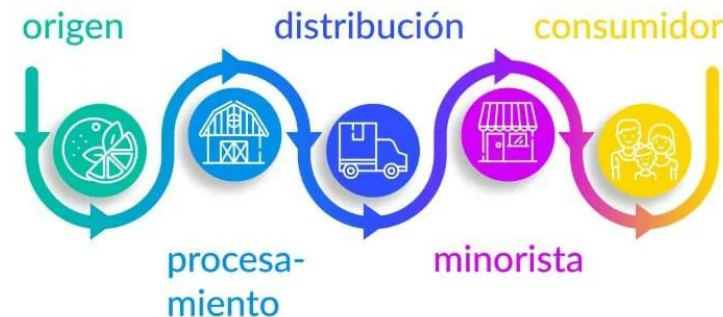 origen
distribución
consumidor
procesa-
miento
minorista